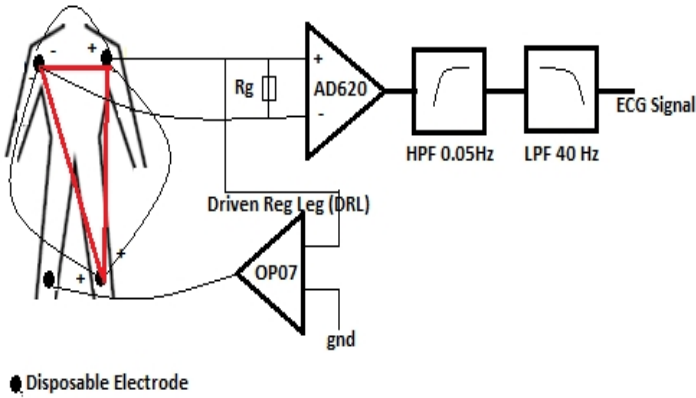 - +
+
Rg
AD620
-
ECG Signal
HPF 0.05Hz
LPF 40 Hz
Driven Reg Leg (DRL)
+
+
OP07
gnd
Disposable Electrode